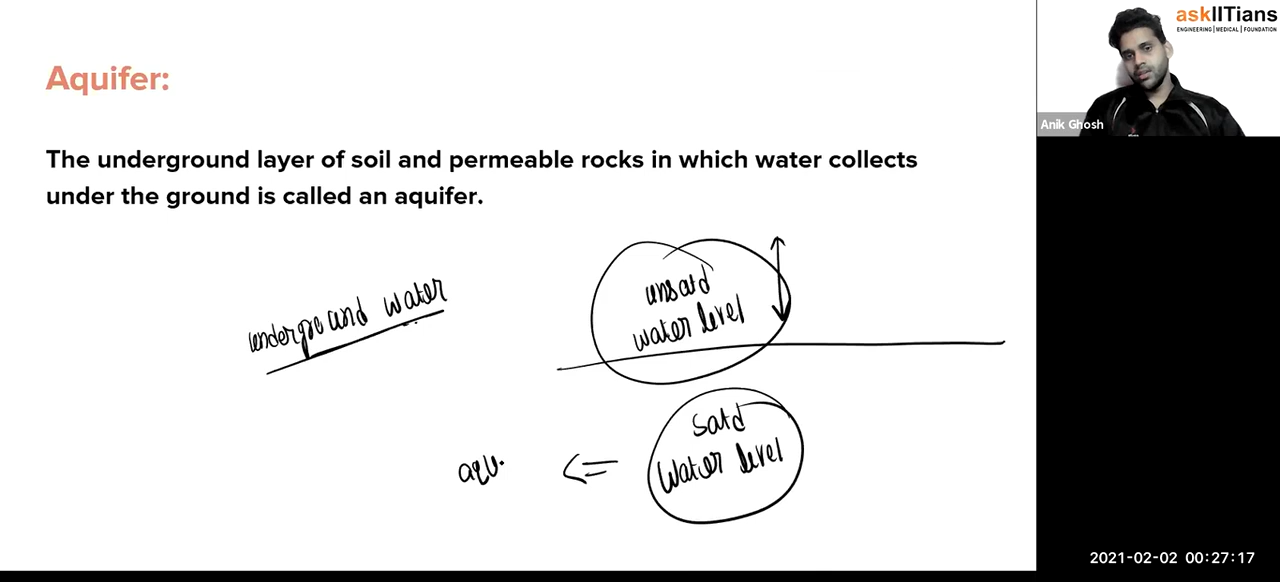 askIITians
ENGINEERING | MEDICAL | FOUNDATION
Anik Ghosh
Aquifer:
The underground layer of soil and permeable rocks in which water collects
under the ground is called an aquifer.
underground water
unsatd
water level
Satd
Water level
aqu.
2021-02-02 00:27:17